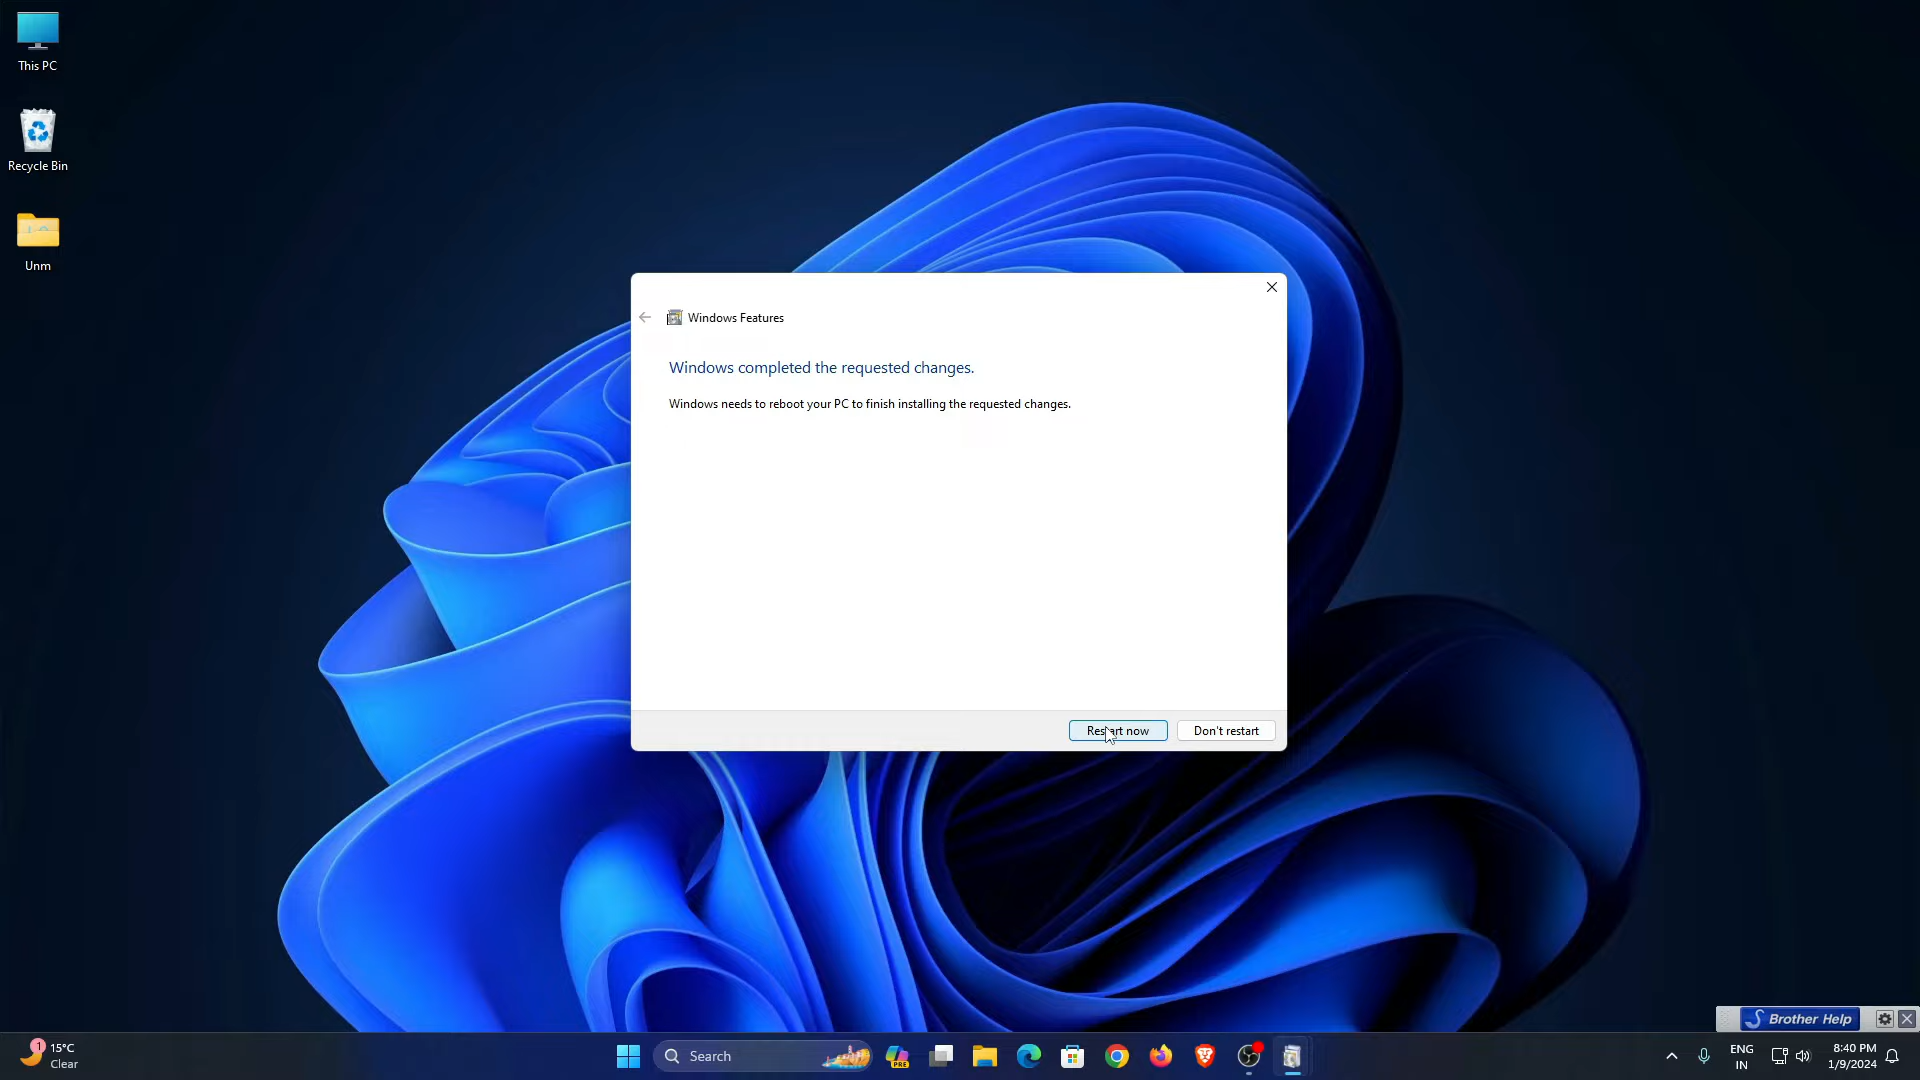 This PC
Recycle Bin
Unm
Windows Features
Windows completed the requested changes.
Windows needs to reboot your PC to finish installing the requested changes.
Restart now
Don't restart
Brother Help
1
15°C
Clear
Search
PRE
ENG
IN
8:40 PM
1/9/2024